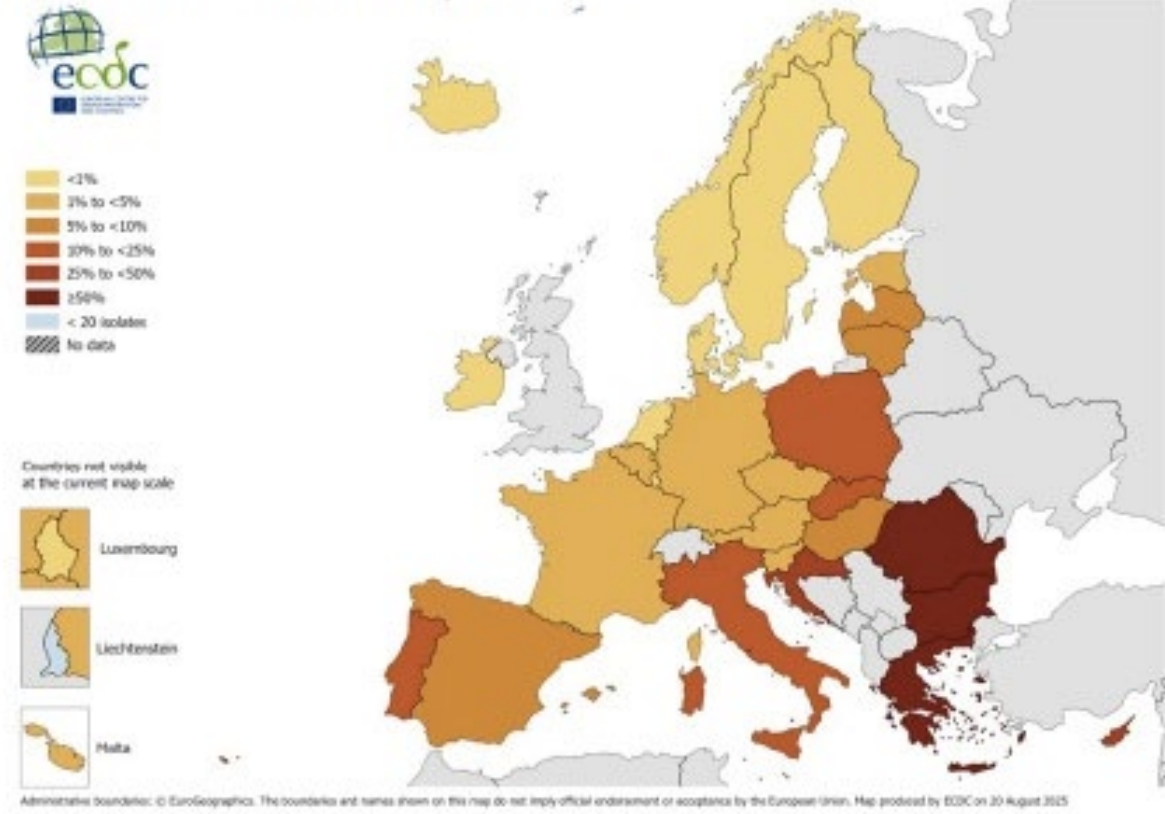 ecdc
<1%
1% to <5%
5% to <10%
10% to <25%
25% to <50%
≥50%
< 20 isolates
No data
Countries not visible
at the current map scale
Luxembourg
Liechtenstein
Malta
Administrative boundaries: © EuroGeographics. The boundaries and names shown on this map do not imply official endorsement or acceptance by the European Union. Map produced by ECDC on 20 August 2025